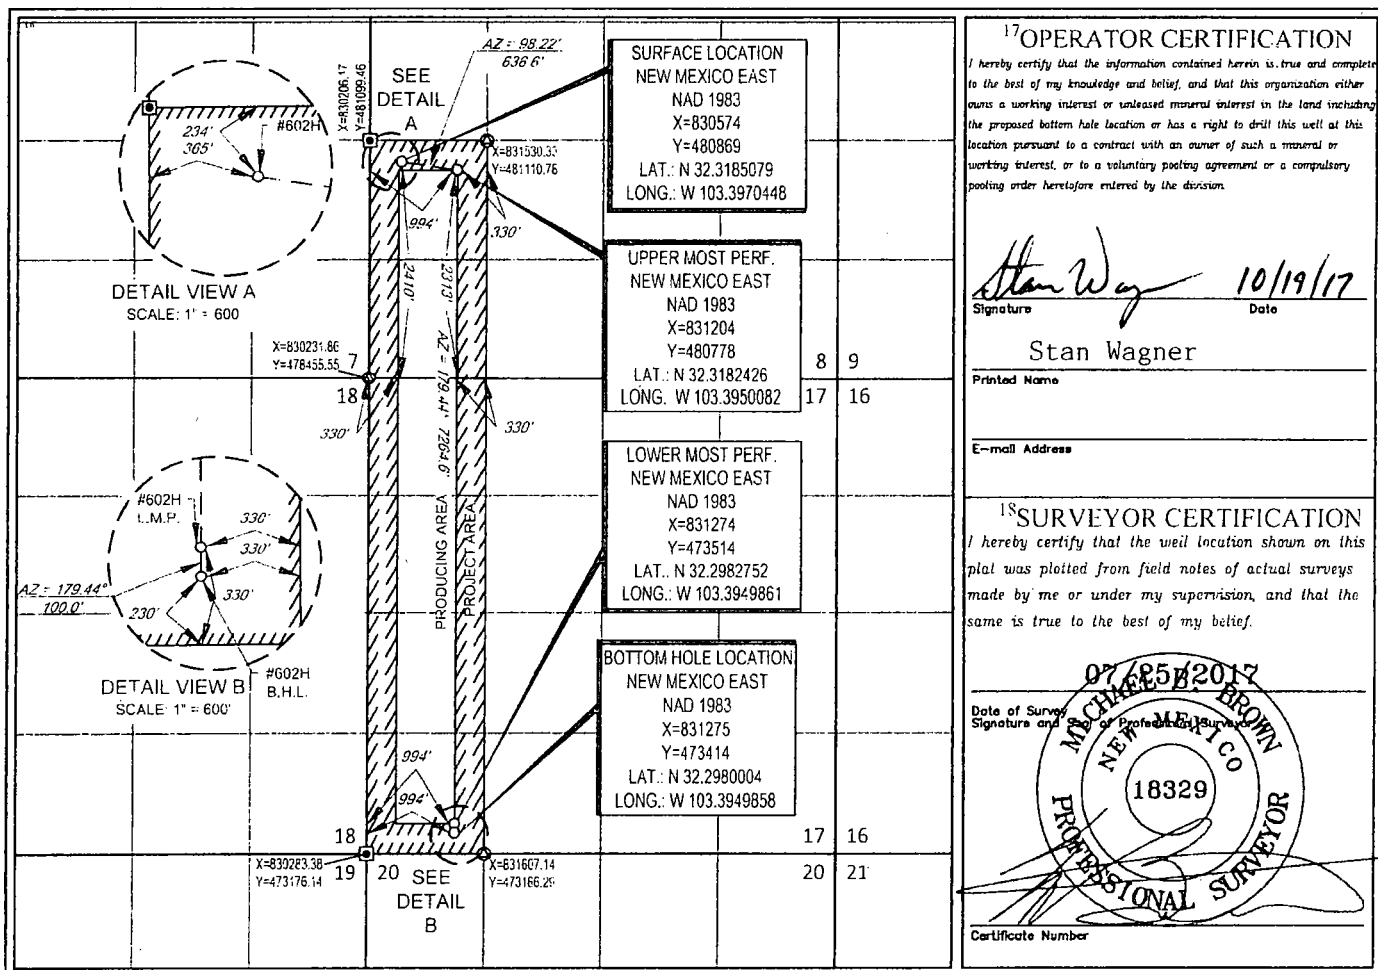 AZ = 98.22°
636.6'
X=830206.17
Y=481099.46
SEE
DETAIL
A
#602H
234'
365'
DETAIL VIEW A
SCALE: 1" = 600'
X=831530.33
Y=481110.76
994'
330'
2410'
2313'
AZ = 179.44° 7264.6'
X=830231.86
Y=478455.55
7
18
8
9
17
16
330'
330'
PRODUCING AREA
PROJECT AREA
#602H
L.M.P.
330'
330'
330'
AZ = 179.44°
100.0'
230'
#602H
B.H.L.
DETAIL VIEW B
SCALE: 1" = 600'
994'
994'
18
19
20
17
16
20
21
X=830283.38
Y=473176.14
SEE
DETAIL
B
X=831607.14
Y=473166.29
SURFACE LOCATION
NEW MEXICO EAST
NAD 1983
X=830574
Y=480869
LAT.: N 32.3185079
LONG.: W 103.3970448
UPPER MOST PERF.
NEW MEXICO EAST
NAD 1983
X=831204
Y=480778
LAT.: N 32.3182426
LONG. W 103.3950082
LOWER MOST PERF.
NEW MEXICO EAST
NAD 1983
X=831274
Y=473514
LAT.. N 32.2982752
LONG.: W 103.3949861
BOTTOM HOLE LOCATION
NEW MEXICO EAST
NAD 1983
X=831275
Y=473414
LAT.: N 32.2980004
LONG.: W 103.3949858
17 OPERATOR CERTIFICATION
I hereby certify that the information contained herein is true and complete
to the best of my knowledge and belief, and that this organization either
owns a working interest or unleased mineral interest in the land including
the proposed bottom hole location or has a right to drill this well at this
location pursuant to a contract with an owner of such a mineral or
working interest, or to a voluntary pooling agreement or a compulsory
pooling order heretofore entered by the division.
Stan Wagner 10/19/17
Signature Date
Stan Wagner
Printed Name
E-mail Address
18 SURVEYOR CERTIFICATION
I hereby certify that the well location shown on this
plat was plotted from field notes of actual surveys
made by me or under my supervision, and that the
same is true to the best of my belief.
07/25/2017
Date of Survey
Signature and Seal of Professional Surveyor
MICHAEL B. BROWN
NEW MEXICO
18329
PROFESSIONAL SURVEYOR
Certificate Number